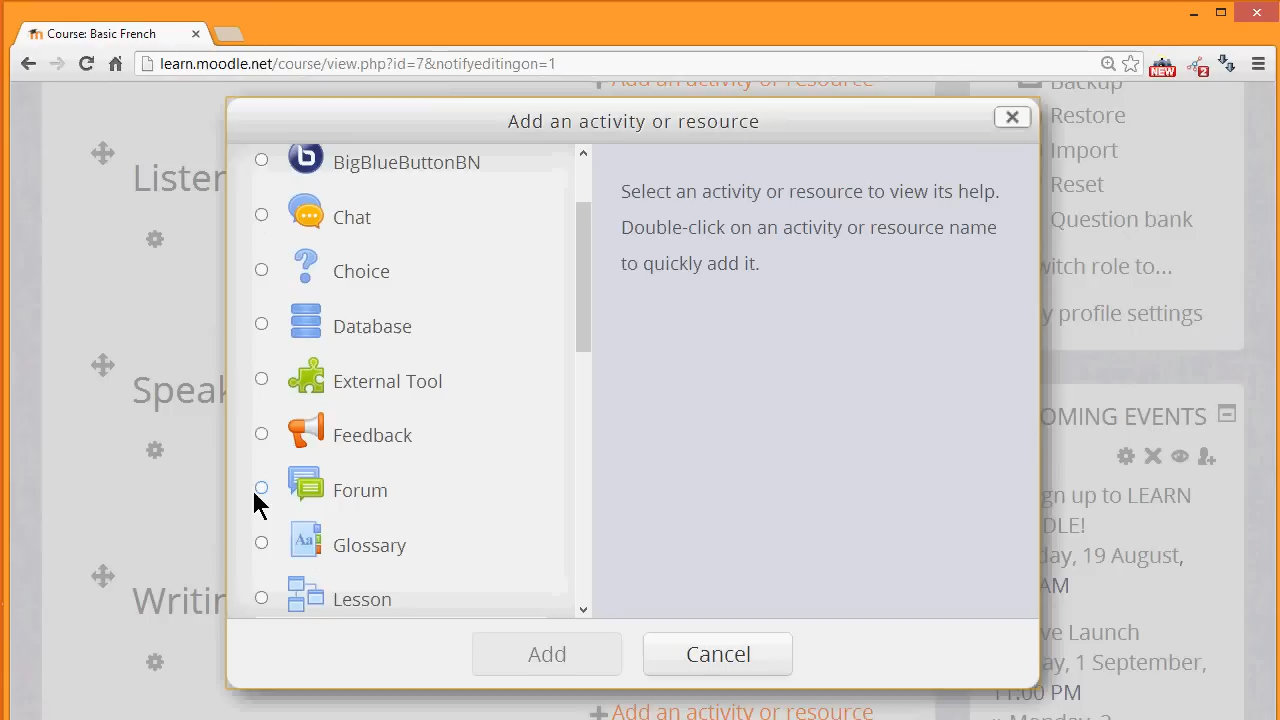 Course: Basic French
learn.moodle.net/course/view.php?id=7&notifyeditingon=1
NEW
2
Add an activity or resource
Backup
Restore
Import
Reset
Question bank
witch role to...
y profile settings
Add an activity or resource
BigBlueButtonBN
Chat
Choice
Database
External Tool
Feedback
Forum
Aa
Glossary
Lesson
Select an activity or resource to view its help.
Double-click on an activity or resource name
to quickly add it.
Add
Cancel
Listen
Speak
Writin
OMING EVENTS
gn up to LEARN
DLE!
day, 19 August,
AM
ve Launch
ay, 1 September,
11:00 PM
Add an activity or resource